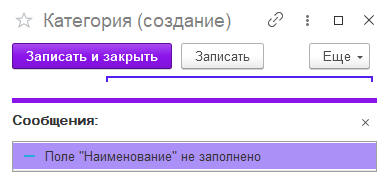 Категория (создание)
Записать и закрыть
Записать
Еще
Сообщения:
Поле "Наименование" не заполнено